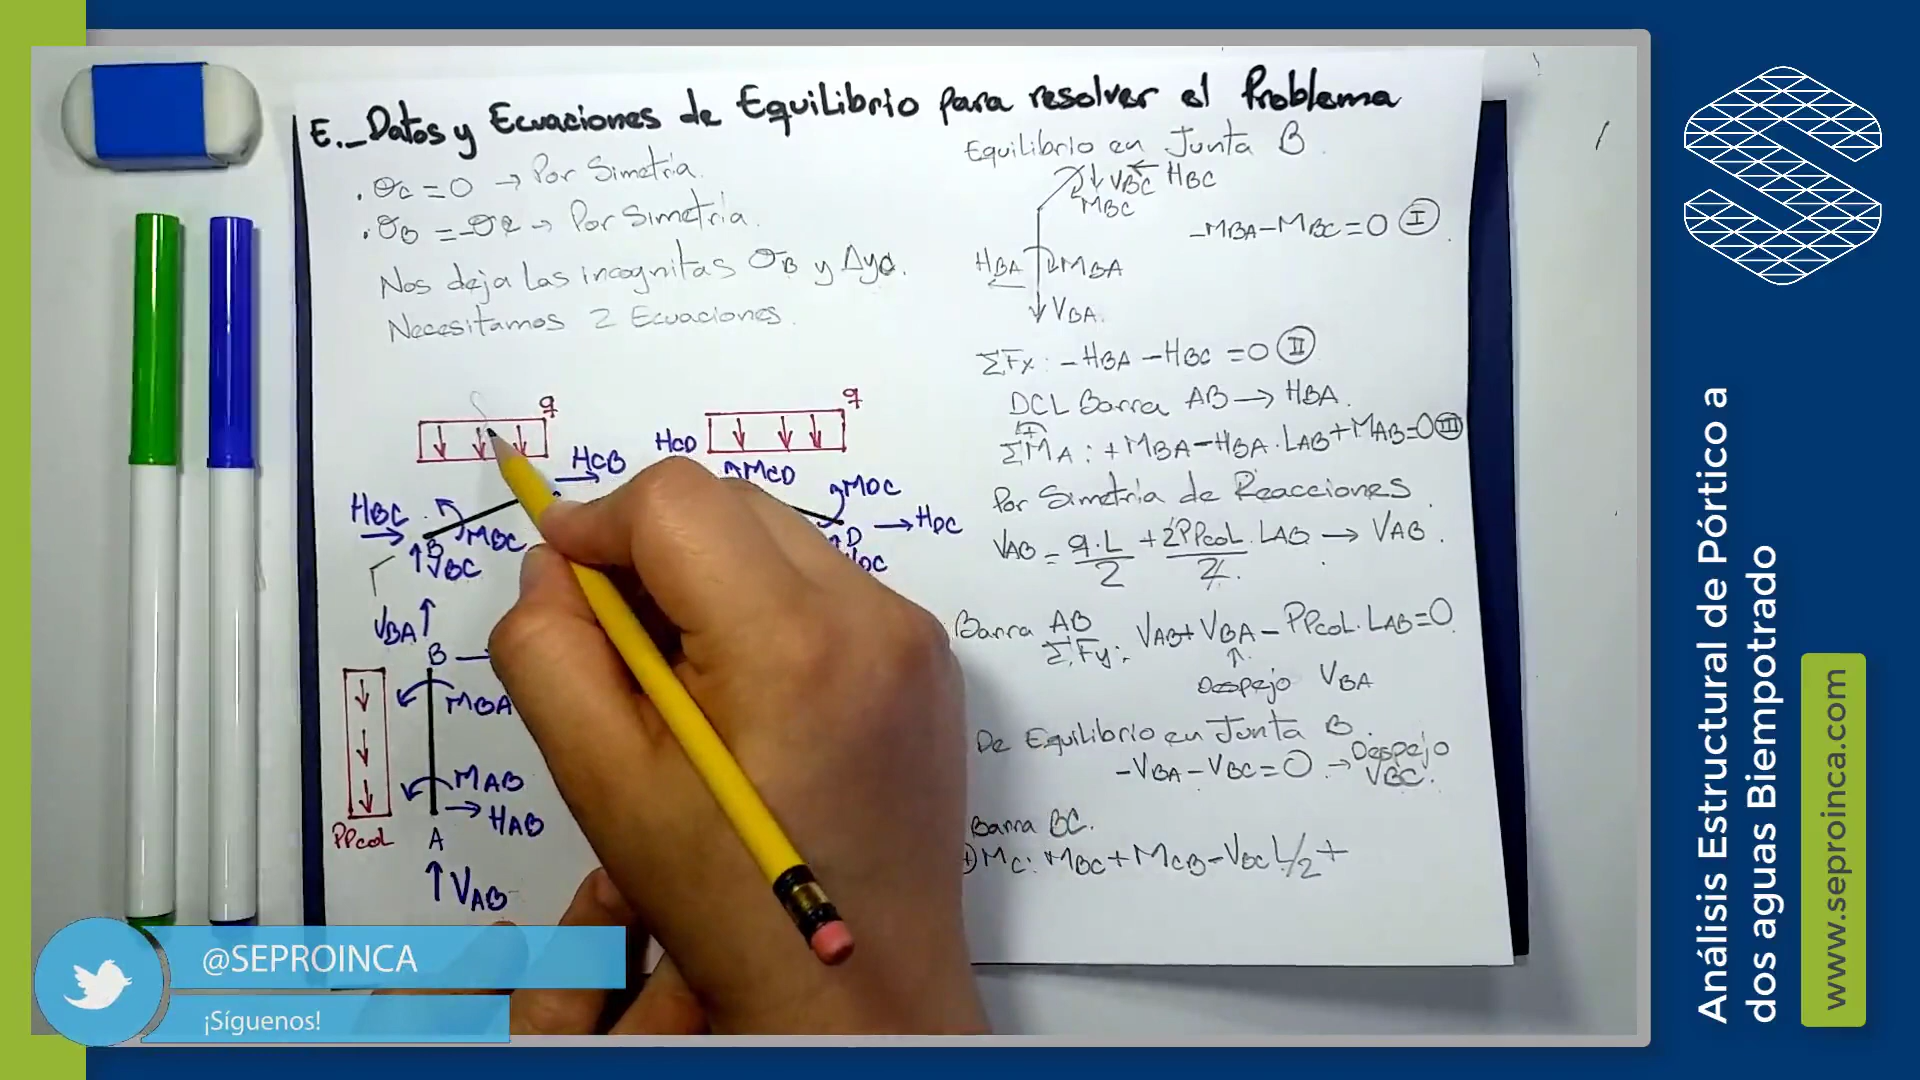 E._Datos y Ecuaciones de Equilibrio para resolver el Problema
. θc = 0 → Por Simetria.
. θB = -θ → Por Simetria.
Nos deja las incognitas θB y Δyc.
Necesitamos 2 Ecuaciones.
q
HCB
HBC
MBC
B
VBC
VBA
B
MBA
MAB
HAB
A
PPcol
VAB
q
HCD
MCD
MDC
D
HDC
Equilibrio en Junta B.
VBC HBC
MBC
-MBA-MBC=0 I
HBA MBA
VBA.
ΣFx: -HBA -HBC =0 II
DCL Barra AB → HBA.
ΣMA: +MBA-HBA.LAB+MAB=0 III
Por Simetria de Reacciones
VAB = q.L/2 + 2PPcol.LAB/2 → VAB.
Barra AB
ΣFy: VAB+VBA-PPcol.LAB=0
Despejo VBA
De Equilibrio en Junta B.
-VBA-VBC=0 → Despejo
VBC.
Barra BC.
Mc: MBC+MCB-VBC L/2 +
@SEPROINCA
¡Síguenos!
Análisis Estructural de Pórtico a
dos aguas Biempotrado
www.seproinca.com